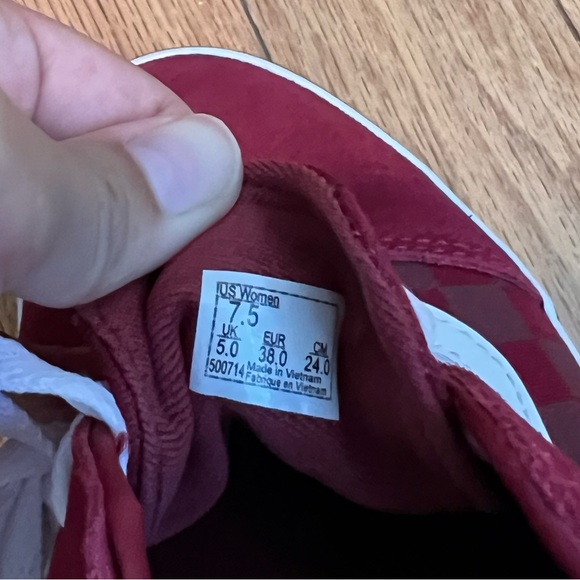 US Women
7.5
UK EUR CM
5.0 38.0 24.0
500714 Made in Vietnam
Fabrique en Vietnam